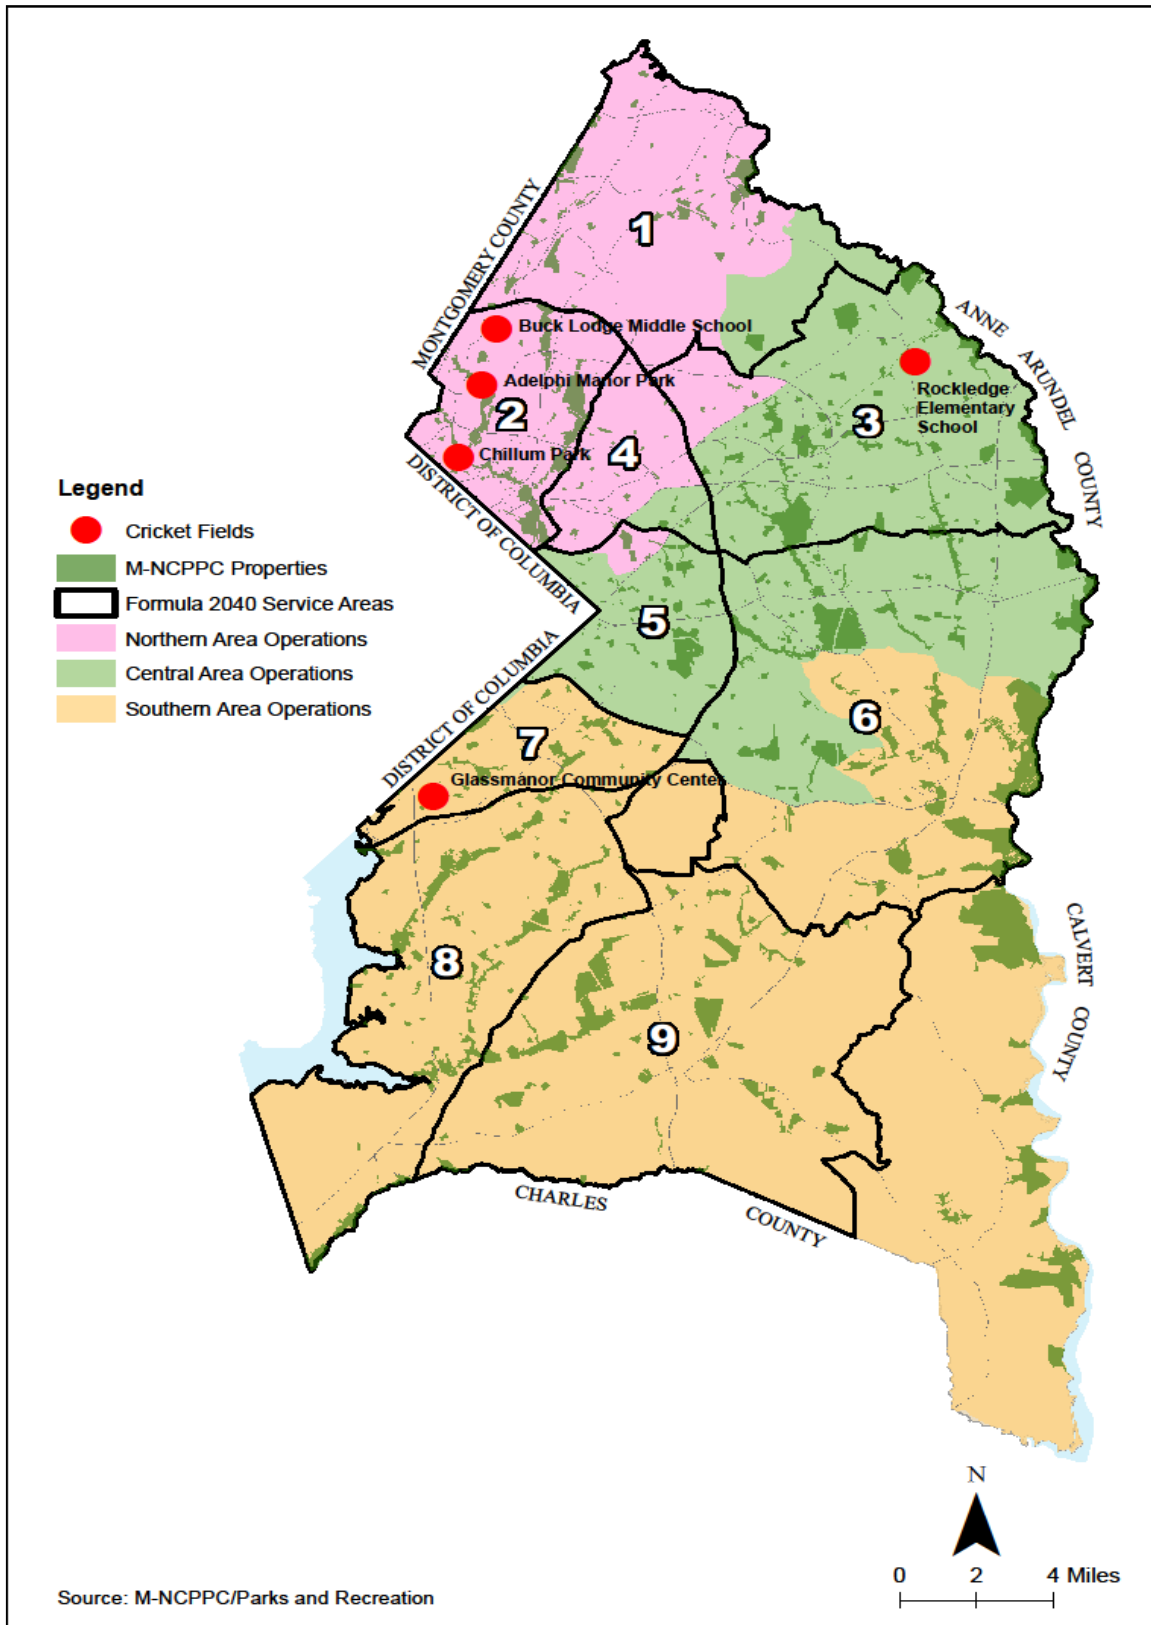 MONTGOMERY COUNTY
1
ANNE ARUNDEL COUNTY
Buck Lodge Middle School
Adelphi Manor Park
2
Rockledge
Elementary
School
3
4
Chillum Park
DISTRICT OF COLUMBIA
Legend
Cricket Fields
M-NCPPC Properties
Formula 2040 Service Areas
Northern Area Operations
Central Area Operations
Southern Area Operations
5
DISTRICT OF COLUMBIA
6
7
Glassmanor Community Center
8
CALVERT COUNTY
9
CHARLES COUNTY
N
0 2 4 Miles
Source: M-NCPPC/Parks and Recreation